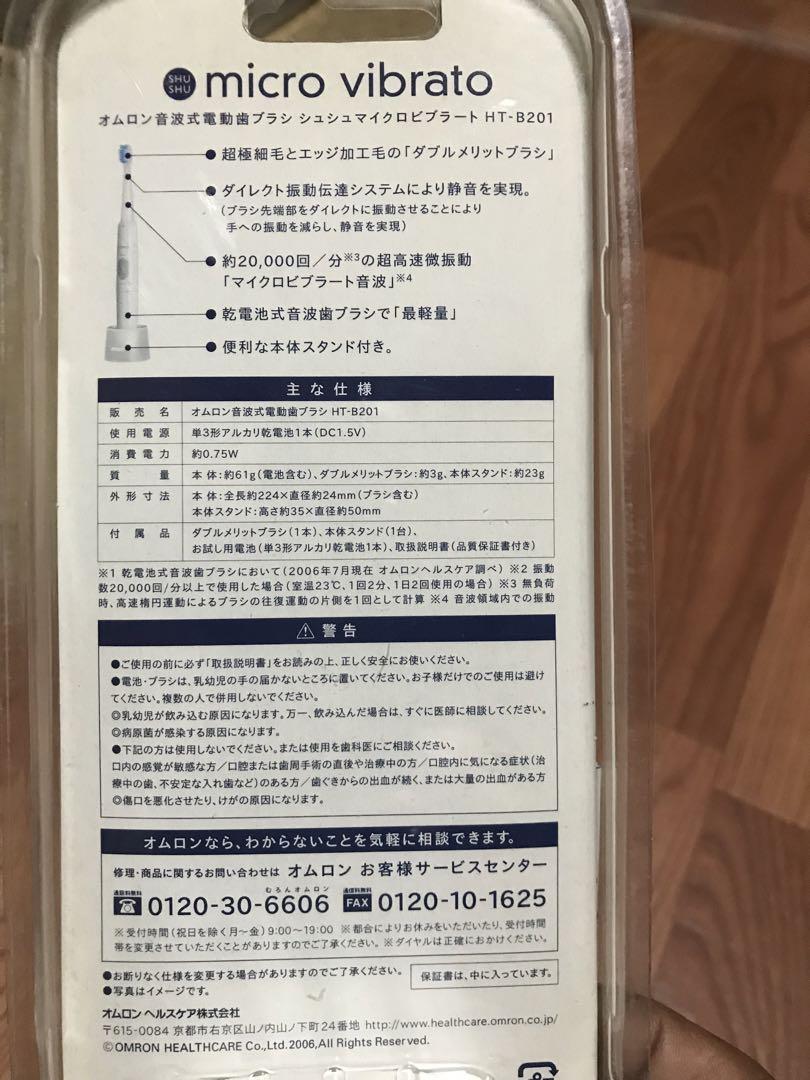 SHU SHU micro vibrato
オムロン音波式電動歯ブラシ シュシュマイクロビブラート HT-B201
●超極細毛とエッジ加工毛の「ダブルメリットブラシ」
●ダイレクト振動伝達システムにより静音を実現。
(ブラシ先端部をダイレクトに振動させることにより
手への振動を減らし、静音を実現)
●約20,000回/分※3の超高速微振動
「マイクロビブラート音波」※4
●乾電池式音波歯ブラシで「最軽量」
●便利な本体スタンド付き。
主な仕様
販売名 オムロン音波式電動歯ブラシ HT-B201
使用電源 単3形アルカリ乾電池1本(DC1.5V)
消費電力 約0.75W
質量 本体:約61g(電池含む)、ダブルメリットブラシ:約3g、本体スタンド:約23g
外形寸法 本体:全長約224×直径約24mm(ブラシ含む)
本体スタンド:高さ約35×直径約50mm
付属品 ダブルメリットブラシ(1本)、本体スタンド(1台)、
お試し用電池(単3形アルカリ乾電池1本)、取扱説明書(品質保証書付き)
※1 乾電池式音波歯ブラシにおいて(2006年7月現在 オムロンヘルスケア調べ) ※2 振動
数20,000回/分以上で使用した場合(室温23℃、1回2分、1日2回使用の場合) ※3 無負荷
時、高速楕円運動によるブラシの往復運動の片側を1回として計算 ※4 音波領域内での振動
⚠警告
●ご使用の前に必ず「取扱説明書」をお読みの上、正しく安全にお使いください。
●電池・ブラシは、乳幼児の手の届かないところに置いてください。お子様だけでのご使用は避け
てください。複数の人で併用しないでください。
◎乳幼児が飲み込む原因になります。万一、飲み込んだ場合は、すぐに医師に相談してください。
◎病原菌が感染する原因になります。
●下記の方は使用しないでください。または使用を歯科医にご相談ください。
口内の感覚が敏感な方/口腔または歯周手術の直後や治療中の方/口腔内に気になる症状(治
療中の歯、不安定な入れ歯など)のある方/歯ぐきからの出血が続く、または大量の出血がある方
◎傷口を悪化させたり、けがの原因になります。
オムロンなら、わからないことを気軽に相談できます。
修理・商品に関するお問い合わせは オムロン お客様サービスセンター
むろんオムロン
通話料無料 0120-30-6606 通信料無料 FAX 0120-10-1625
※受付時間(祝日を除く月~金)9:00~19:00 ※都合によりお休みをいただいたり、受付時間
帯を変更させていただくことがありますのでご了承ください。※ダイヤルは正確におかけください。
●お断りなく仕様を変更する場合がありますのでご了承ください。
●写真はイメージです。
保証書は、中に入っています。
オムロン ヘルスケア株式会社
〒615-0084 京都市右京区山ノ内山ノ下町24番地 http://www.healthcare.omron.co.jp/
©OMRON HEALTHCARE Co.,Ltd.2006,All Rights Reserved.